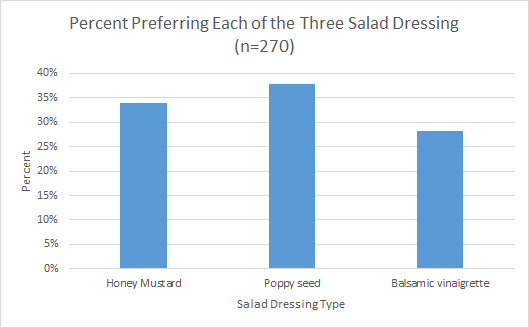 Percent Preferring Each of the Three Salad Dressing
(n=270)
40%
35%
30%
25%
20%
15%
10%
5%
0%
Percent
Honey Mustard
Poppy seed
Balsamic vinaigrette
Salad Dressing Type